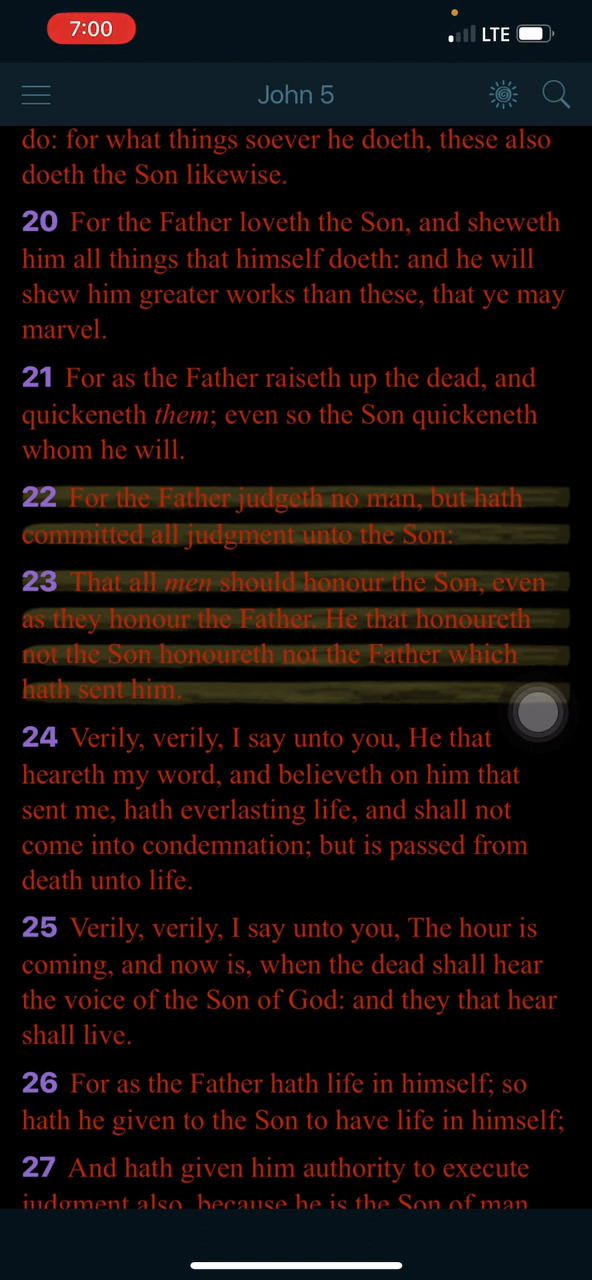 7:00
LTE
John 5
do: for what things soever he doeth, these also
doeth the Son likewise.
20 For the Father loveth the Son, and sheweth
him all things that himself doeth: and he will
shew him greater works than these, that ye may
marvel.
21 For as the Father raiseth up the dead, and
quickeneth them; even so the Son quickeneth
whom he will.
22 For the Father judgeth no man, but hath
committed all judgment unto the Son:
23 That all men should honour the Son, even
as they honour the Father. He that honoureth
not the Son honoureth not the Father which
hath sent him.
24 Verily, verily, I say unto you, He that
heareth my word, and believeth on him that
sent me, hath everlasting life, and shall not
come into condemnation; but is passed from
death unto life.
25 Verily, verily, I say unto you, The hour is
coming, and now is, when the dead shall hear
the voice of the Son of God: and they that hear
shall live.
26 For as the Father hath life in himself; so
hath he given to the Son to have life in himself;
27 And hath given him authority to execute
judgment also, because he is the Son of man